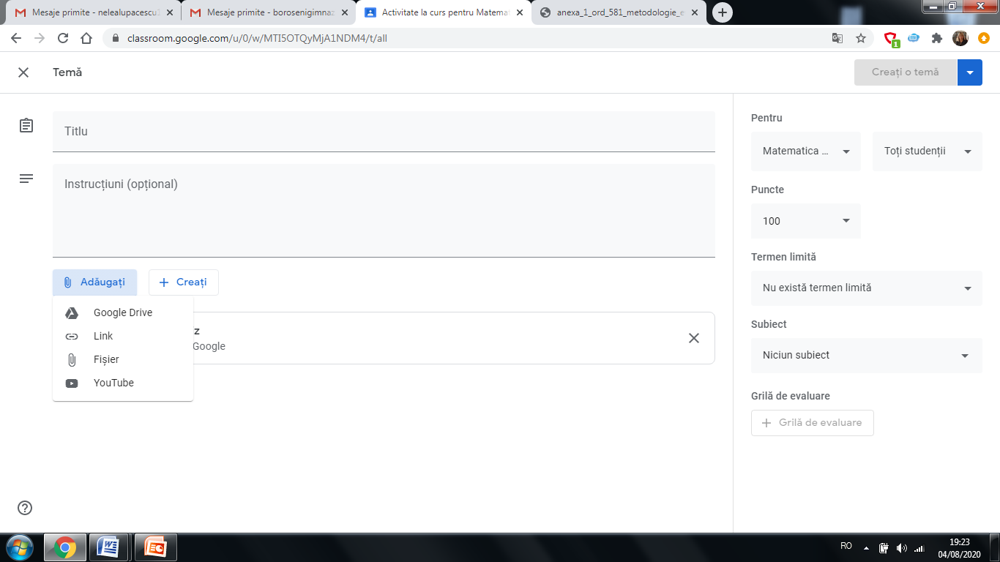 Mesaje primite - nelealupacescu1
Mesaje primite - borosenigimnaz
Activitate la curs pentru Matemat
anexa_1_ord_581_metodologie_e
classroom.google.com/u/0/w/MTI5OTQyMjA1NDM4/t/all
1
Temă
Creați o temă
Titlu
Instrucțiuni (opțional)
Adăugați
Creați
Google Drive
Link
Fișier
YouTube
z
Google
Pentru
Matematica ...
Toți studenții
Puncte
100
Termen limită
Nu există termen limită
Subiect
Niciun subiect
Grilă de evaluare
Grilă de evaluare
RO
19:23
04/08/2020